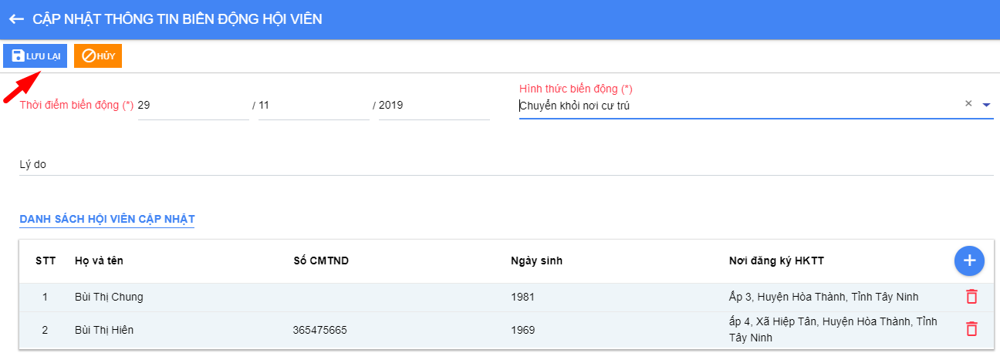 CẬP NHẬT THÔNG TIN BIẾN ĐỘNG HỘI VIÊN
LƯU LẠI HỦY
Hình thức biến động (*)
Thời điểm biến động (*) 29 / 11 / 2019 Chuyển khỏi nơi cư trú
Lý do
DANH SÁCH HỘI VIÊN CẬP NHẬT
STT Họ và tên Số CMTND Ngày sinh Nơi đăng ký HKTT
1 Bùi Thị Chung 1981 Ấp 3, Huyện Hòa Thành, Tỉnh Tây Ninh
2 Bùi Thị Hiên 365475665 1969 ấp 4, Xã Hiệp Tân, Huyện Hòa Thành, Tỉnh
Tây Ninh